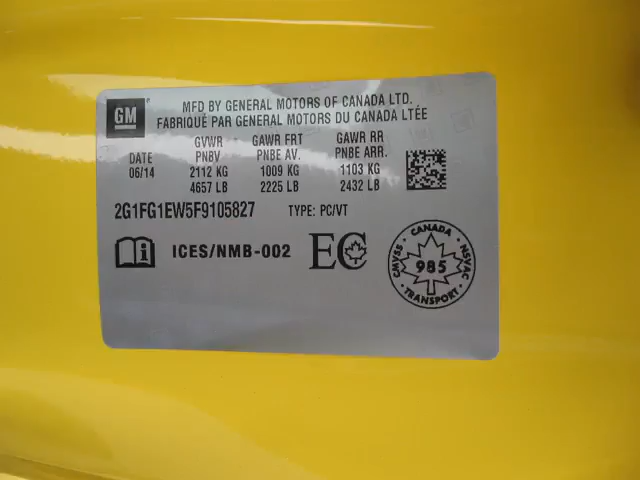 GM
MFD BY GENERAL MOTORS OF CANADA LTD.
FABRIQUÉ PAR GENERAL MOTORS DU CANADA LTÉE
GVWR GAWR FRT GAWR RR
DATE PNBV PNBE AV. PNBE ARR.
06/14 2112 KG 1009 KG 1103 KG
4657 LB 2225 LB 2432 LB
2G1FG1EW5F9105827 TYPE: PC/VT
i ICES/NMB-002 EC
CANADA
CMVSS 985 NSVAC
TRANSPORT